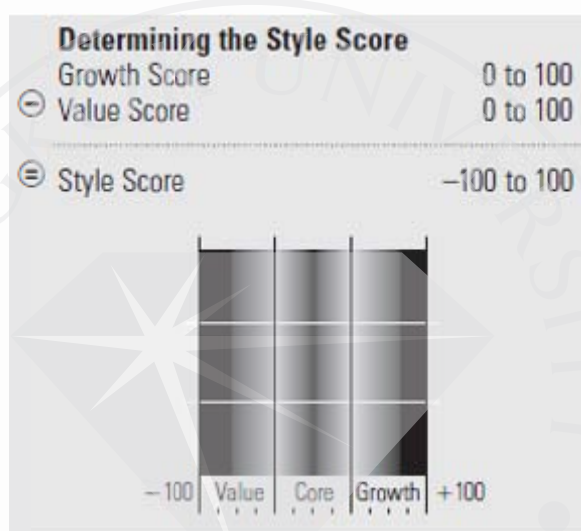 Determining the Style Score
Growth Score 0 to 100
⊖ Value Score 0 to 100
⊜ Style Score –100 to 100
–100 Value Core Growth +100